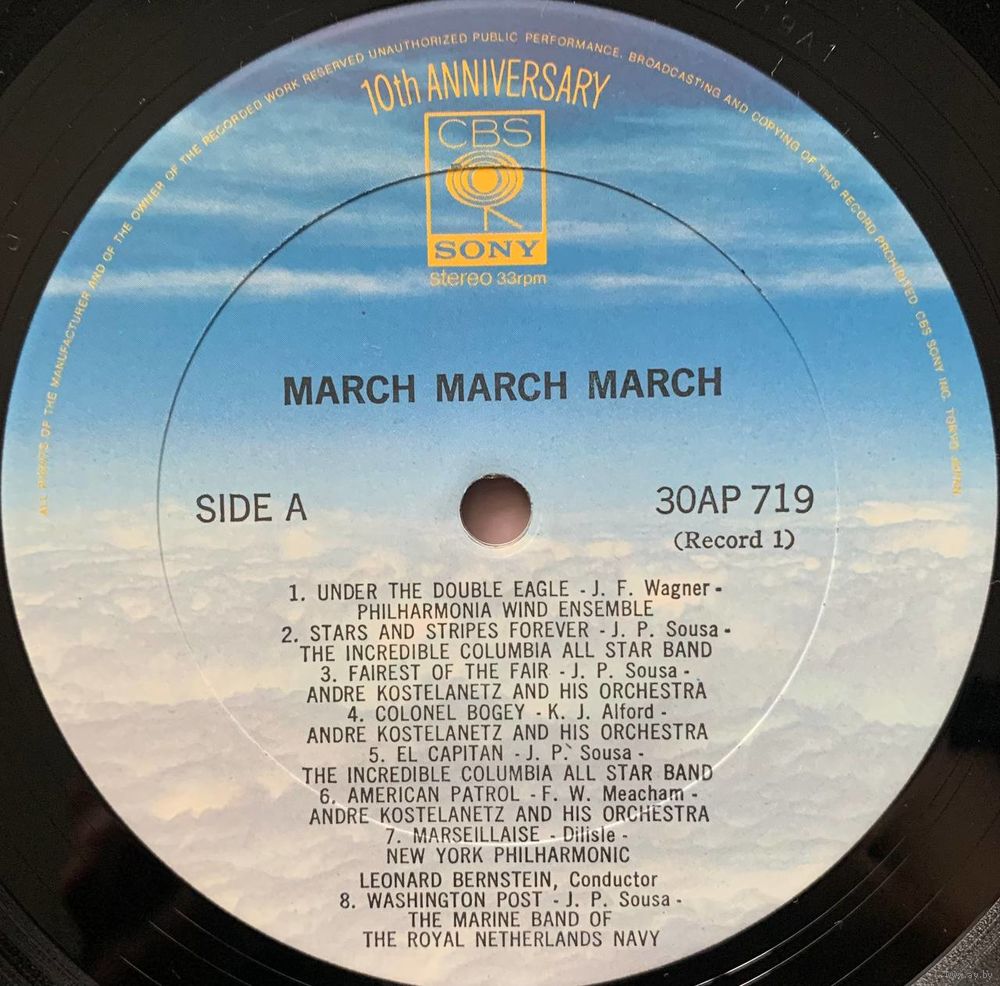 ALL RIGHTS OF THE MANUFACTURER AND OF THE OWNER OF THE RECORDED WORK RESERVED UNAUTHORIZED PUBLIC PERFORMANCE. BROADCASTING AND COPYING OF THIS RECORD PROHIBITED CBS SONY INC. TOKYO JAPAN
10th ANNIVERSARY
CBS
SONY
stereo 33rpm
MARCH MARCH MARCH
SIDE A
30AP 719
(Record 1)
1. UNDER THE DOUBLE EAGLE - J. F. Wagner -
PHILHARMONIA WIND ENSEMBLE
2. STARS AND STRIPES FOREVER - J. P. Sousa -
THE INCREDIBLE COLUMBIA ALL STAR BAND
3. FAIREST OF THE FAIR - J. P. Sousa -
ANDRE KOSTELANETZ AND HIS ORCHESTRA
4. COLONEL BOGEY - K. J. Alford -
ANDRE KOSTELANETZ AND HIS ORCHESTRA
5. EL CAPITAN - J. P. Sousa -
THE INCREDIBLE COLUMBIA ALL STAR BAND
6. AMERICAN PATROL - F. W. Meacham -
ANDRE KOSTELANETZ AND HIS ORCHESTRA
7. MARSEILLAISE - Dilisle -
NEW YORK PHILHARMONIC
LEONARD BERNSTEIN, Conductor
8. WASHINGTON POST - J. P. Sousa -
THE MARINE BAND OF
THE ROYAL NETHERLANDS NAVY
www.ay.by